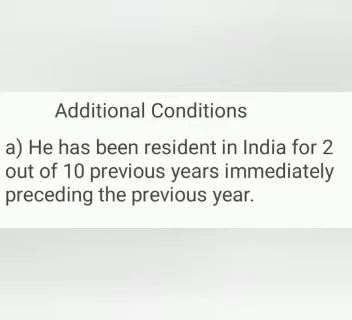 Additional Conditions
a) He has been resident in India for 2
out of 10 previous years immediately
preceding the previous year.